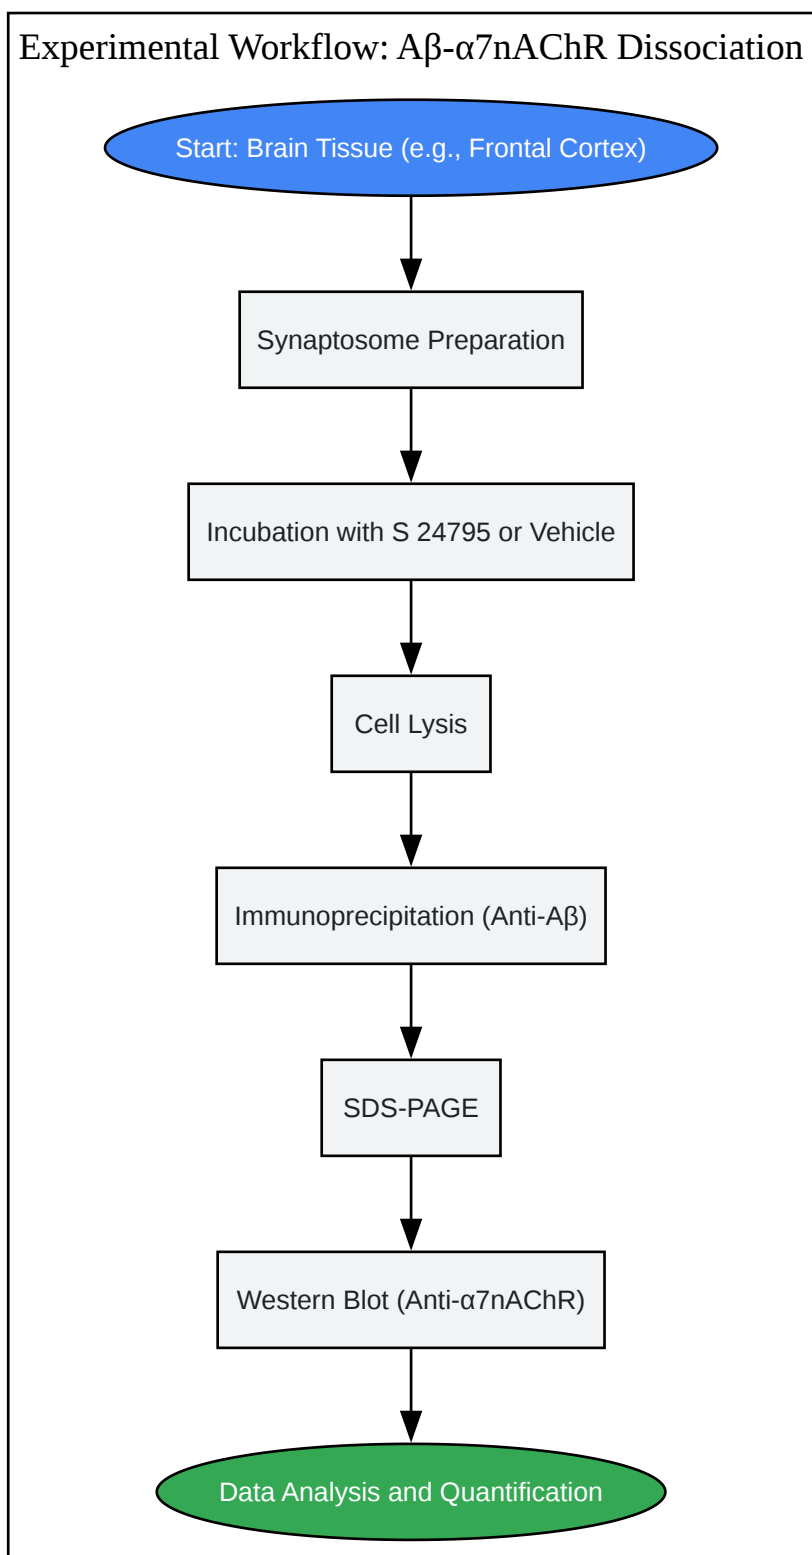 Experimental Workflow: Aβ-α7nAChR Dissociation
Start: Brain Tissue (e.g., Frontal Cortex)
Synaptosome Preparation
Incubation with S 24795 or Vehicle
Cell Lysis
Immunoprecipitation (Anti-Aβ)
SDS-PAGE
Western Blot (Anti-α7nAChR)
Data Analysis and Quantification